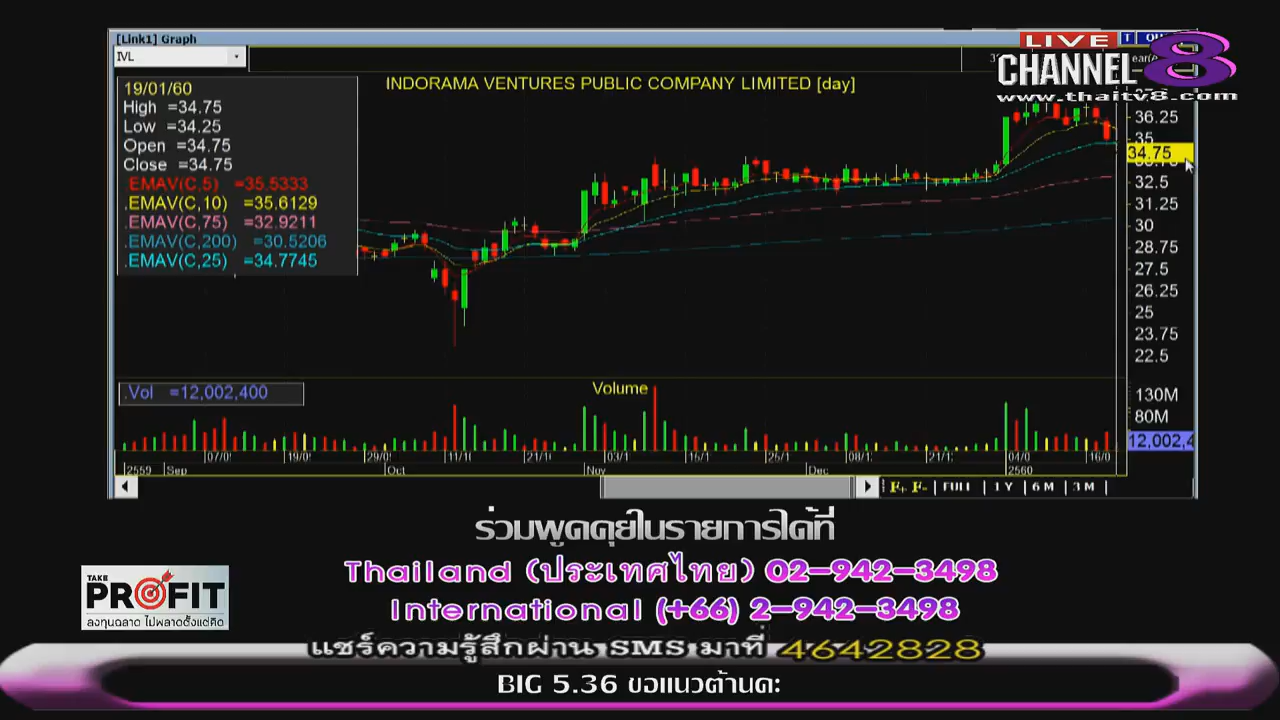 [Link1] Graph
IVL
LIVE
CHANNEL 8
www.thaitv8.com
INDORAMA VENTURES PUBLIC COMPANY LIMITED [day]
19/01/60
High =34.75
Low =34.25
Open =34.75
Close =34.75
.EMAV(C,5) =35.5333
.EMAV(C,10) =35.6129
.EMAV(C,75) =32.9211
.EMAV(C,200) =30.5206
.EMAV(C,25) =34.7745
36.25
35
34.75
32.5
31.25
30
28.75
27.5
26.25
25
23.75
22.5
.Vol =12,002,400
Volume
130M
80M
12,002,4
07/0 19/0 29/0 11/1 21/1 03/1 15/1 25/1 08/1 21/1 04/0 16/0
2559 Sep Oct Nov Dec 2560
F+ F- FULL 1 Y 6 M 3 M
ร่วมพูดคุยในรายการได้ที่
Thailand (ประเทศไทย) 02-942-3498
International (+66) 2-942-3498
TAKE
PROFIT
ลงทุนฉลาด ไม่พลาดตั้งแต่คิด
แชร์ความรู้สึกผ่าน SMS มาที่ 4642828
BIG 5.36 ขอแนวต้านคะ